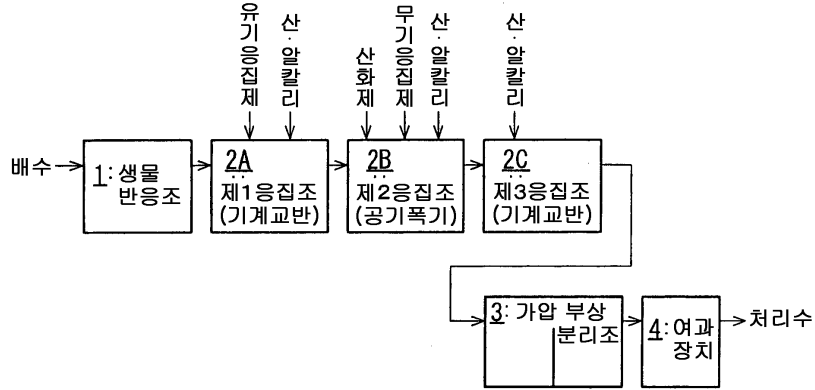 유기응집제
산·알칼리
산화제
무기응집제
산·알칼리
산·알칼리
배수
1: 생물
반응조
2A
제1응집조
(기계교반)
2B
제2응집조
(공기폭기)
2C
제3응집조
(기계교반)
3: 가압 부상
분리조
4: 여과
장치
처리수